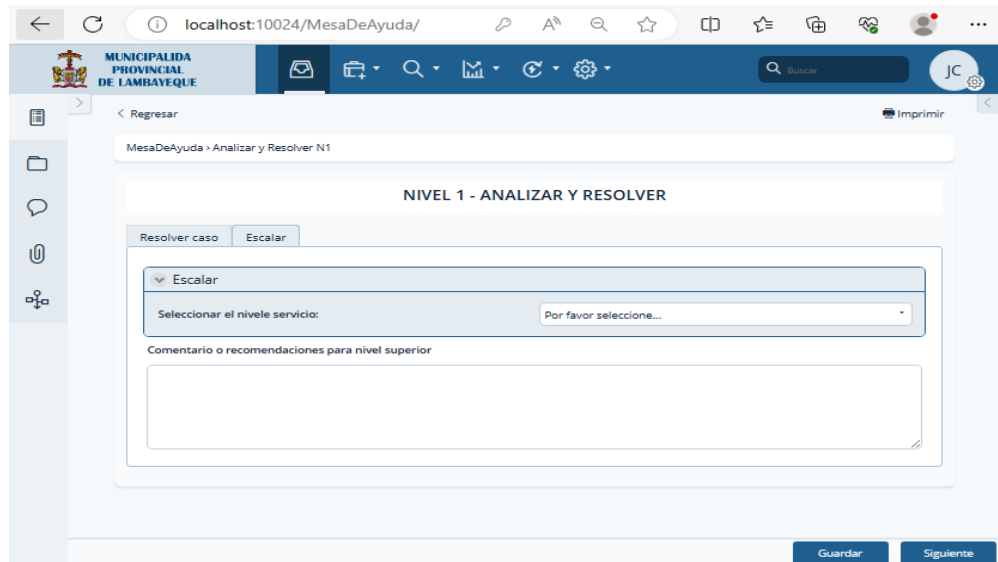 localhost:10024/MesaDeAyuda/
MUNICIPALIDA
PROVINCIAL
DE LAMBAYEQUE
Buscar
JC
< Regresar
Imprimir
MesaDeAyuda › Analizar y Resolver N1
NIVEL 1 - ANALIZAR Y RESOLVER
Resolver caso
Escalar
Escalar
Seleccionar el nivele servicio:
Por favor seleccione...
Comentario o recomendaciones para nivel superior
Guardar
Siguiente